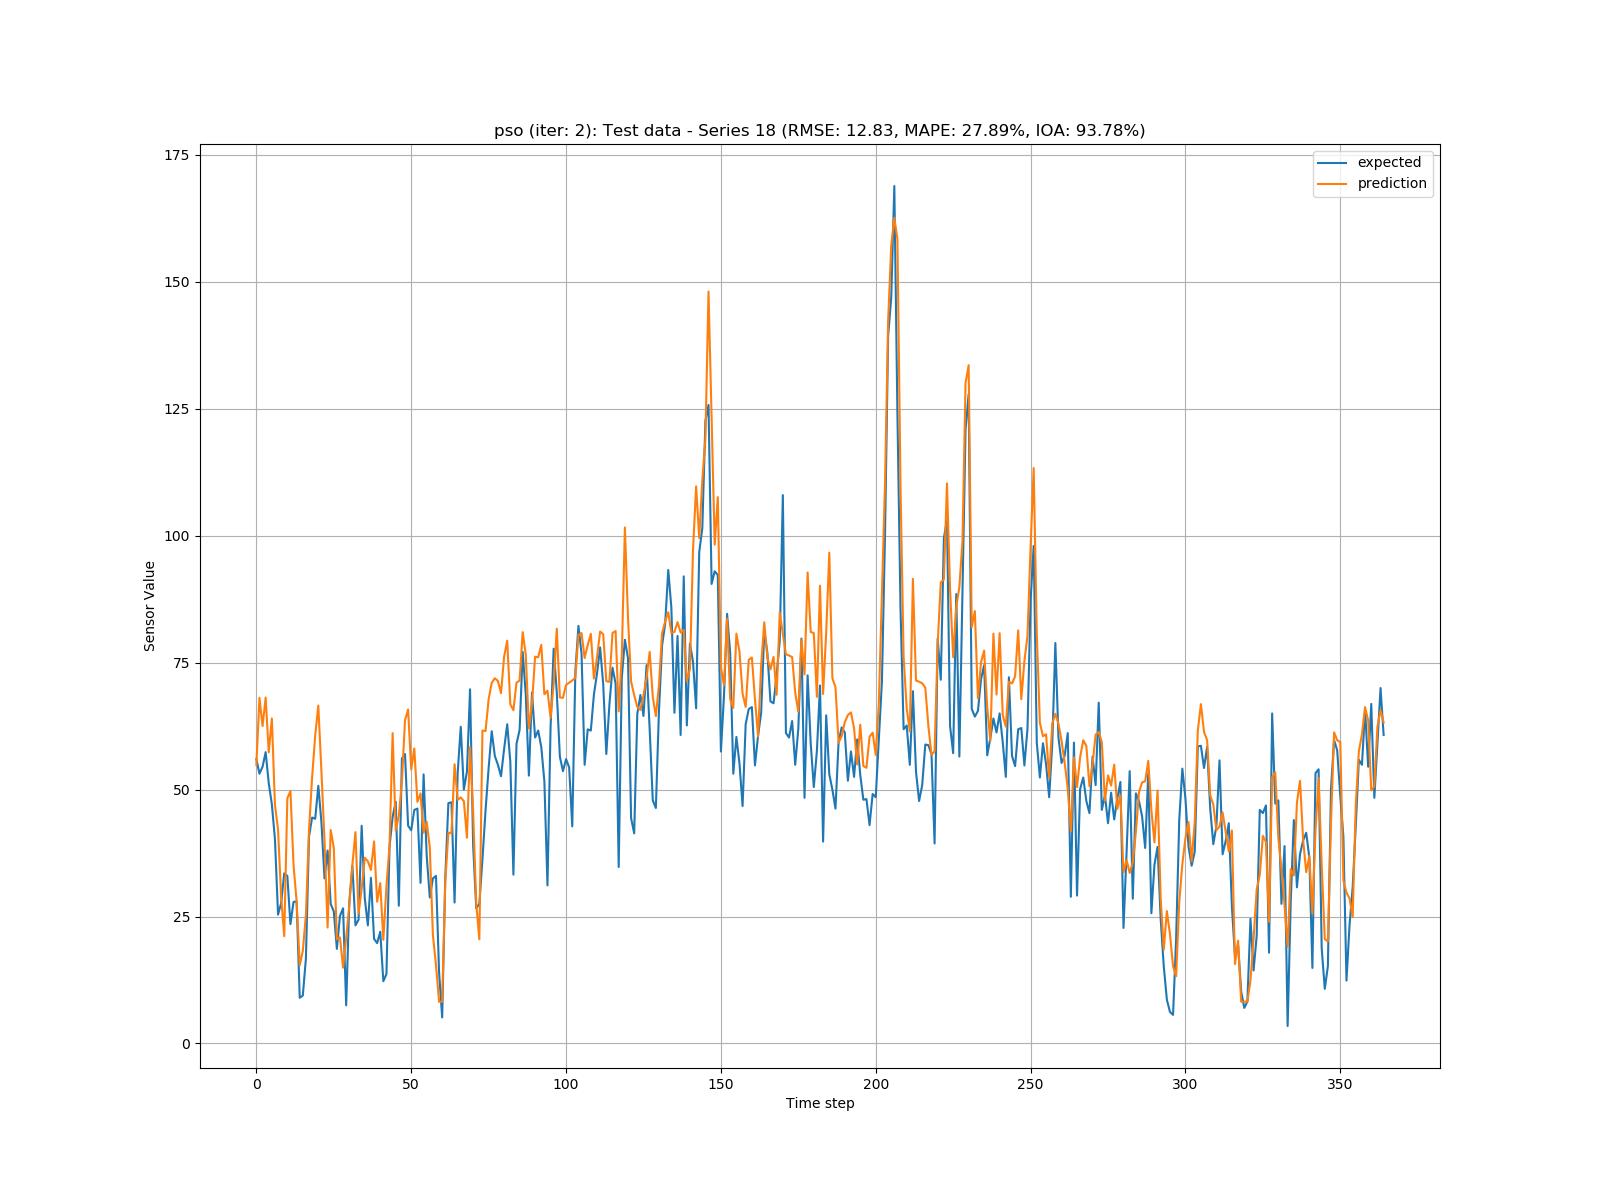 pso (iter: 2): Test data - Series 18 (RMSE: 12.83, MAPE: 27.89%, IOA: 93.78%)
expected
prediction
175
150
125
100
75
50
25
0
Sensor Value
0 50 100 150 200 250 300 350
Time step